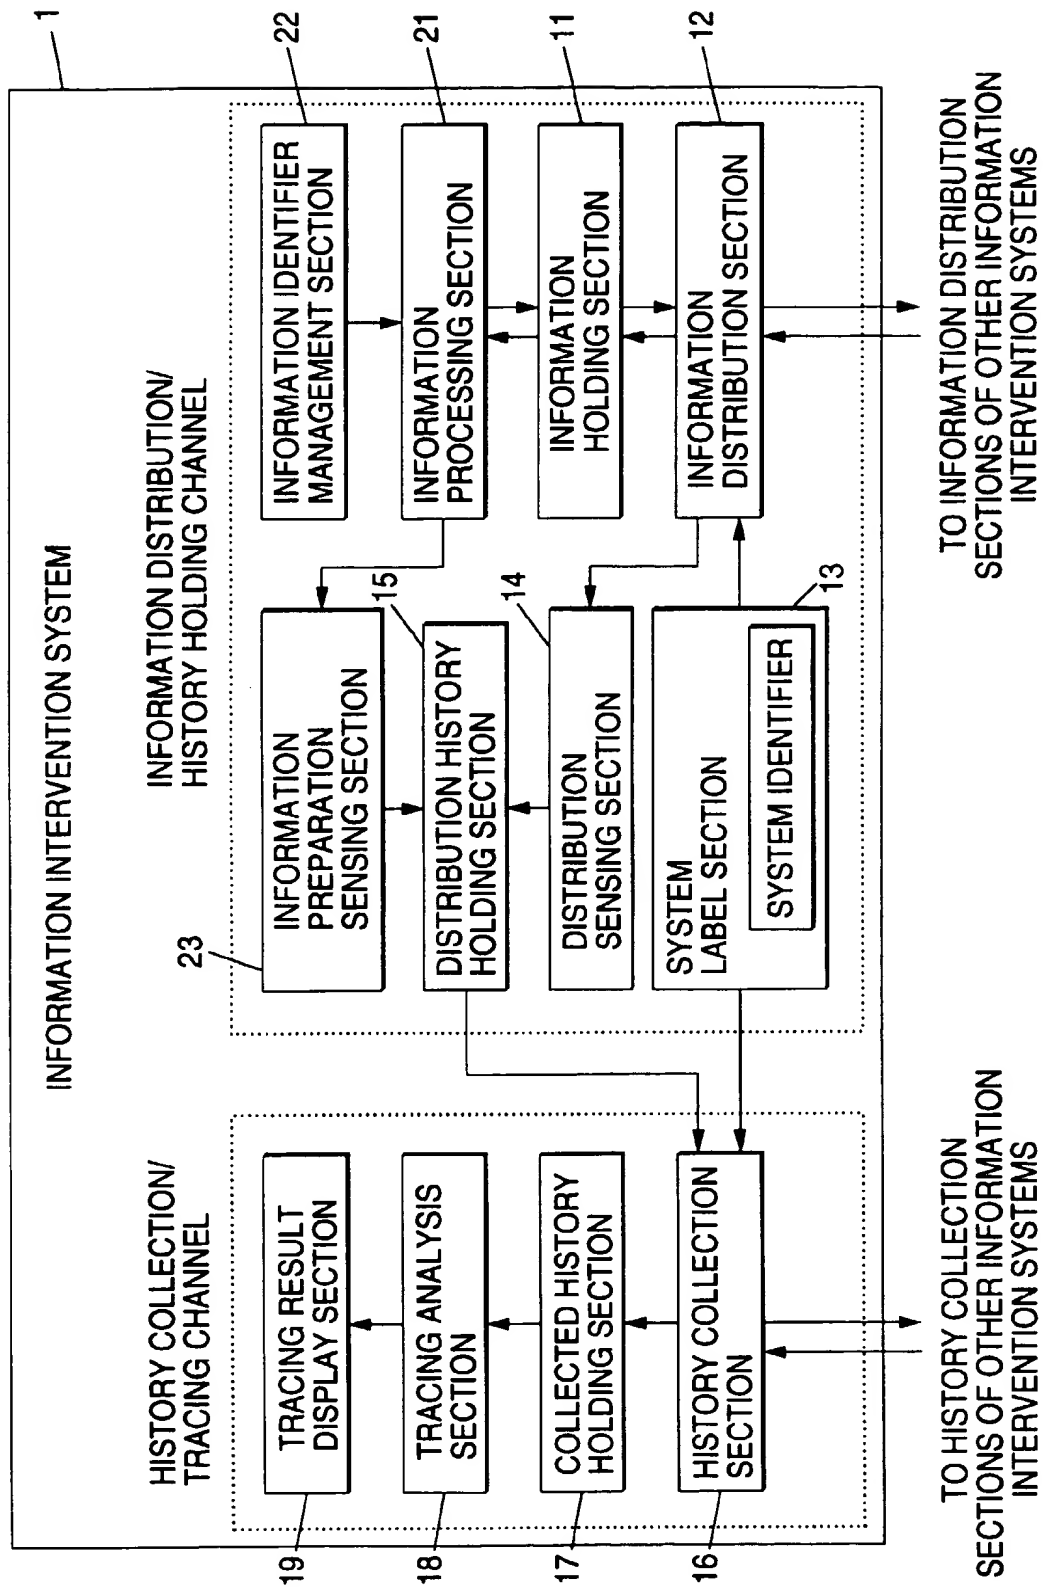 INFORMATION INTERVENTION SYSTEM
1
HISTORY COLLECTION/
TRACING CHANNEL
INFORMATION DISTRIBUTION/
HISTORY HOLDING CHANNEL
19
TRACING RESULT
DISPLAY SECTION
18
TRACING ANALYSIS
SECTION
17
COLLECTED HISTORY
HOLDING SECTION
16
HISTORY COLLECTION
SECTION
23
INFORMATION
PREPARATION
SENSING SECTION
15
DISTRIBUTION HISTORY
HOLDING SECTION
14
DISTRIBUTION
SENSING SECTION
SYSTEM
LABEL SECTION
13
SYSTEM IDENTIFIER
INFORMATION IDENTIFIER
MANAGEMENT SECTION
22
INFORMATION
PROCESSING SECTION
21
INFORMATION
HOLDING SECTION
11
INFORMATION
DISTRIBUTION SECTION
12
TO HISTORY COLLECTION
SECTIONS OF OTHER INFORMATION
INTERVENTION SYSTEMS
TO INFORMATION DISTRIBUTION
SECTIONS OF OTHER INFORMATION
INTERVENTION SYSTEMS